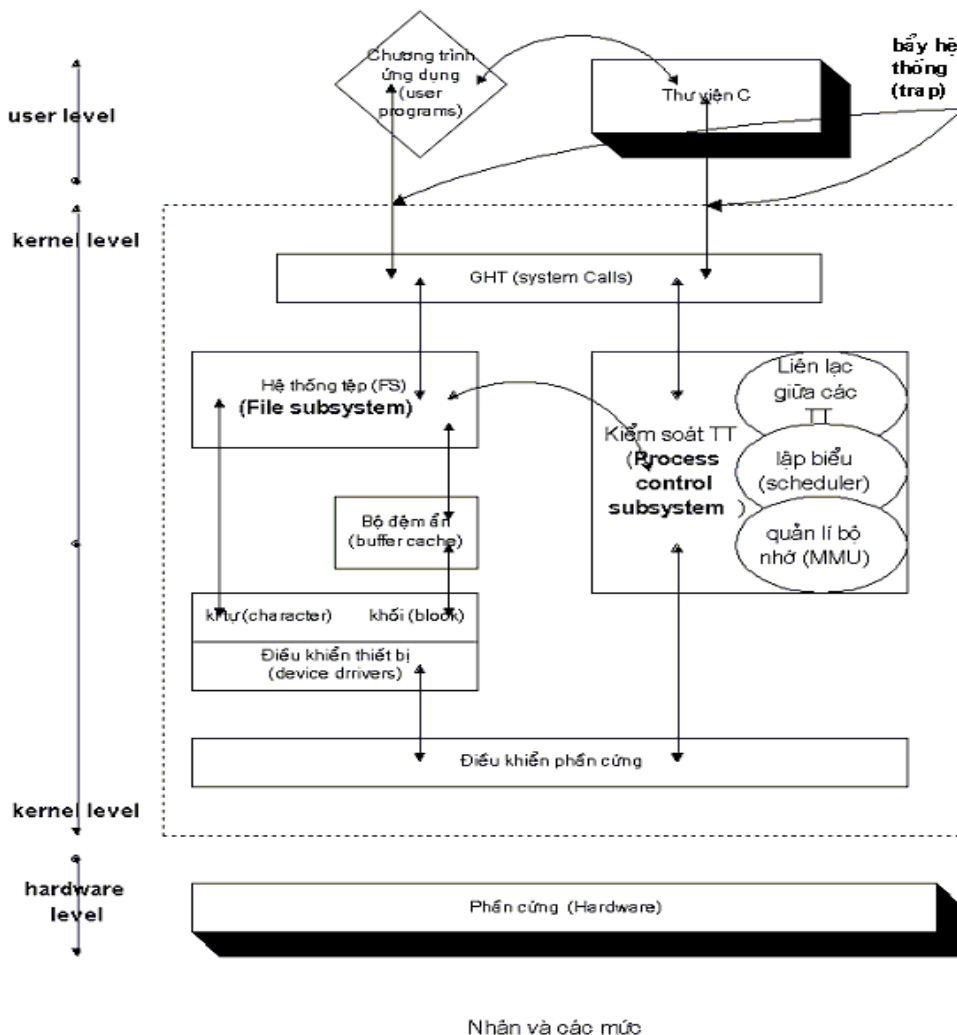 Chương trình
ứng dụng
(user
programs)
Thư viện C
bẩy hệ
thống
(trap)
user level
kernel level
GHT (system Calls)
Hệ thống tệp (FS)
(File subsystem)
Liên lạc
giữa các
TT
Kiểm soát TT
(Process
control
subsystem )
lập biểu
(scheduler)
quản lí bộ
nhớ (MMU)
Bộ đệm ẩn
(buffer cache)
kí tự (character) khối (block)
Điều khiển thiết bị
(device drrivers)
Điều khiển phần cứng
kernel level
hardware
level
Phần cứng (Hardware)
Nhân và các mức